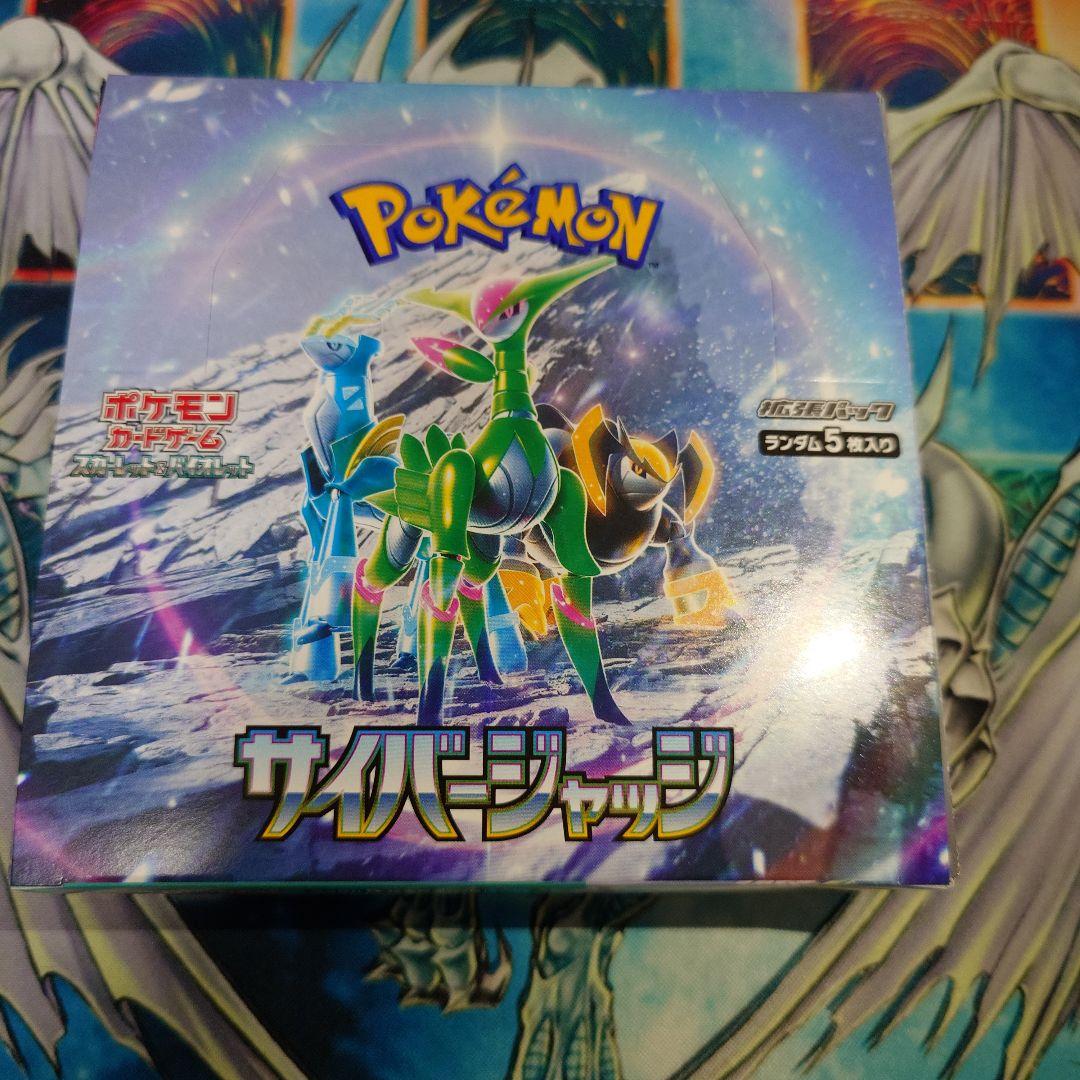 POKéMON
TM
ポケモン
カードゲーム
スカーレット&バイオレット
拡張パック
ランダム5枚入り
サイバージャッジ